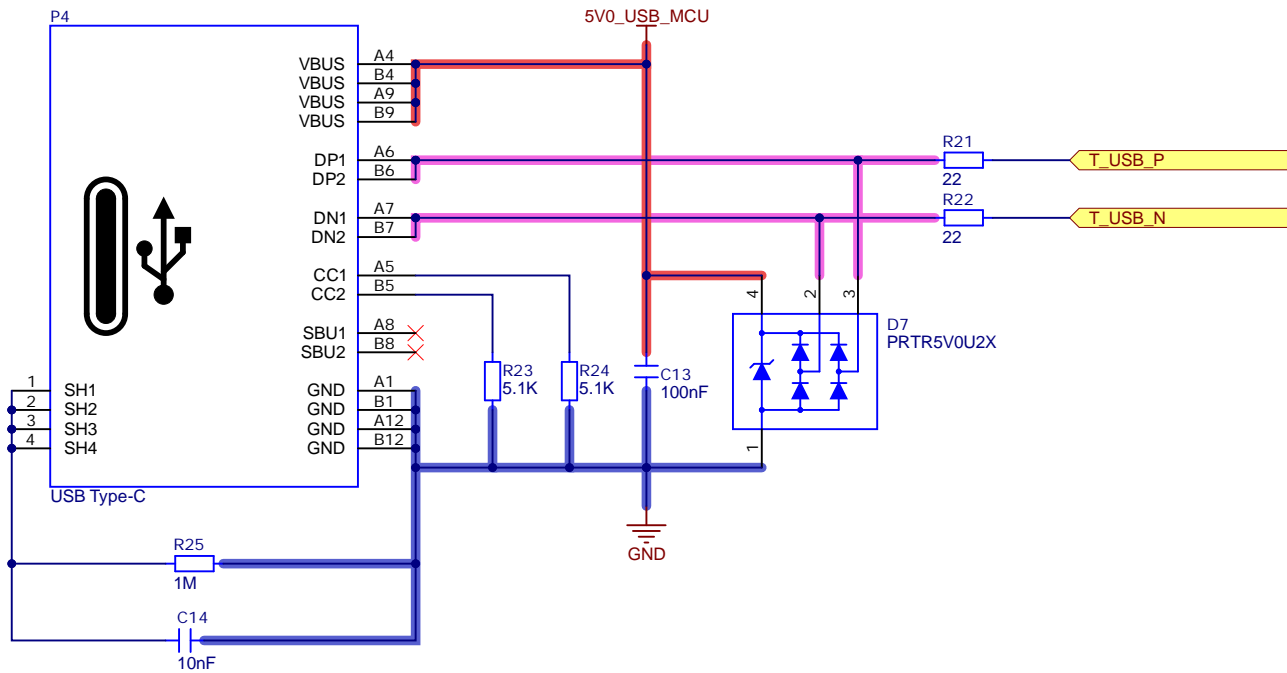 P4
5V0_USB_MCU
VBUS A4
VBUS B4
VBUS A9
VBUS B9
DP1 A6
DP2 B6
R21
22
T_USB_P
DN1 A7
DN2 B7
R22
22
T_USB_N
CC1 A5
CC2 B5
SBU1 A8
SBU2 B8
4 2 3
D7
PRTR5V0U2X
R23
5.1K
R24
5.1K
C13
100nF
1 SH1
2 SH2
3 SH3
4 SH4
GND A1
GND B1
GND A12
GND B12
1
USB Type-C
GND
R25
1M
C14
10nF